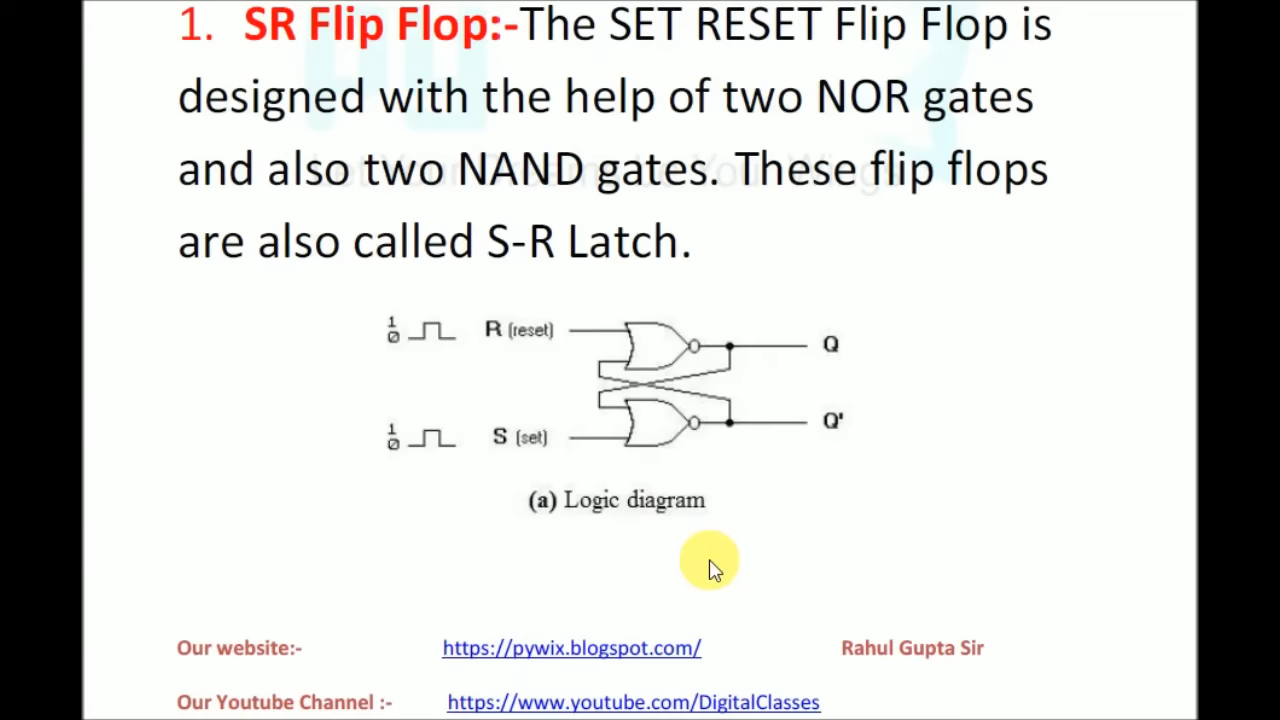 1. SR Flip Flop:-The SET RESET Flip Flop is
designed with the help of two NOR gates
and also two NAND gates. These flip flops
are also called S-R Latch.
1
0 R (reset) Q
1
0 S (set) Q'
(a) Logic diagram
Our website:- https://pywix.blogspot.com/ Rahul Gupta Sir
Our Youtube Channel :- https://www.youtube.com/DigitalClasses